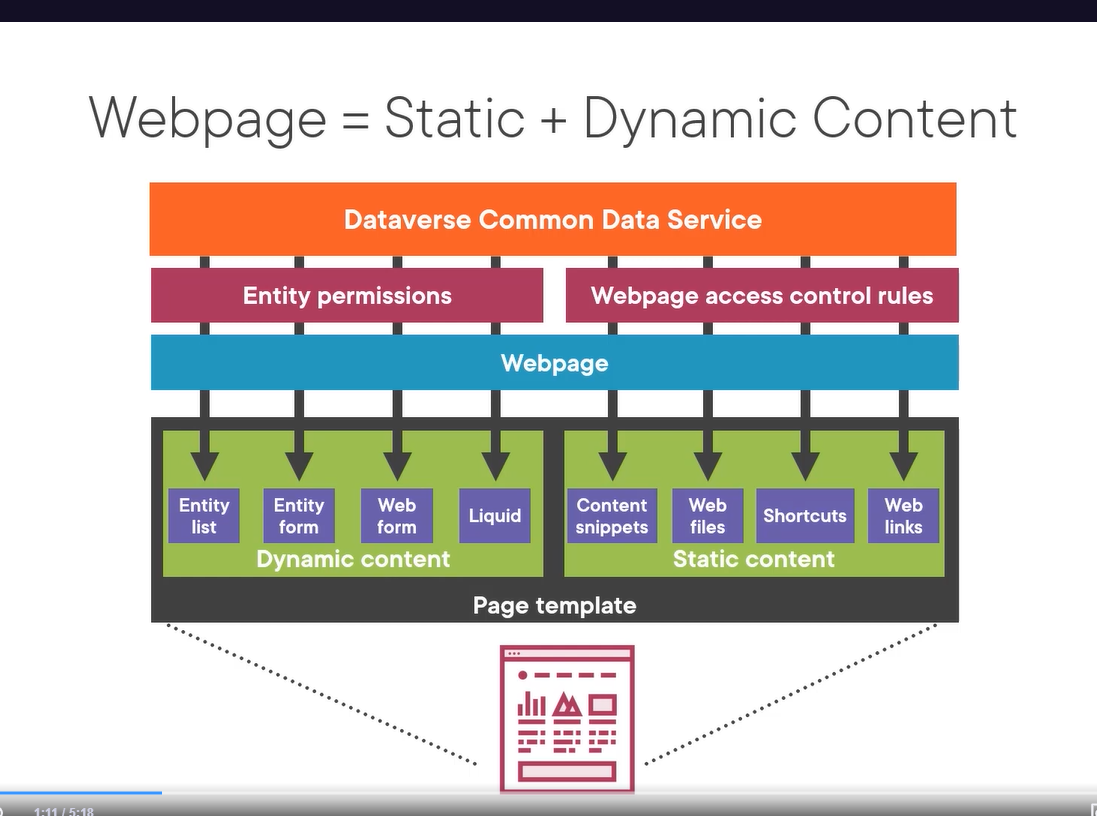 Webpage = Static + Dynamic Content
Dataverse Common Data Service
Entity permissions
Webpage access control rules
Webpage
Entity
list
Entity
form
Web
form
Liquid
Content
snippets
Web
files
Shortcuts
Web
links
Dynamic content
Static content
Page template
1:11 / 5:18